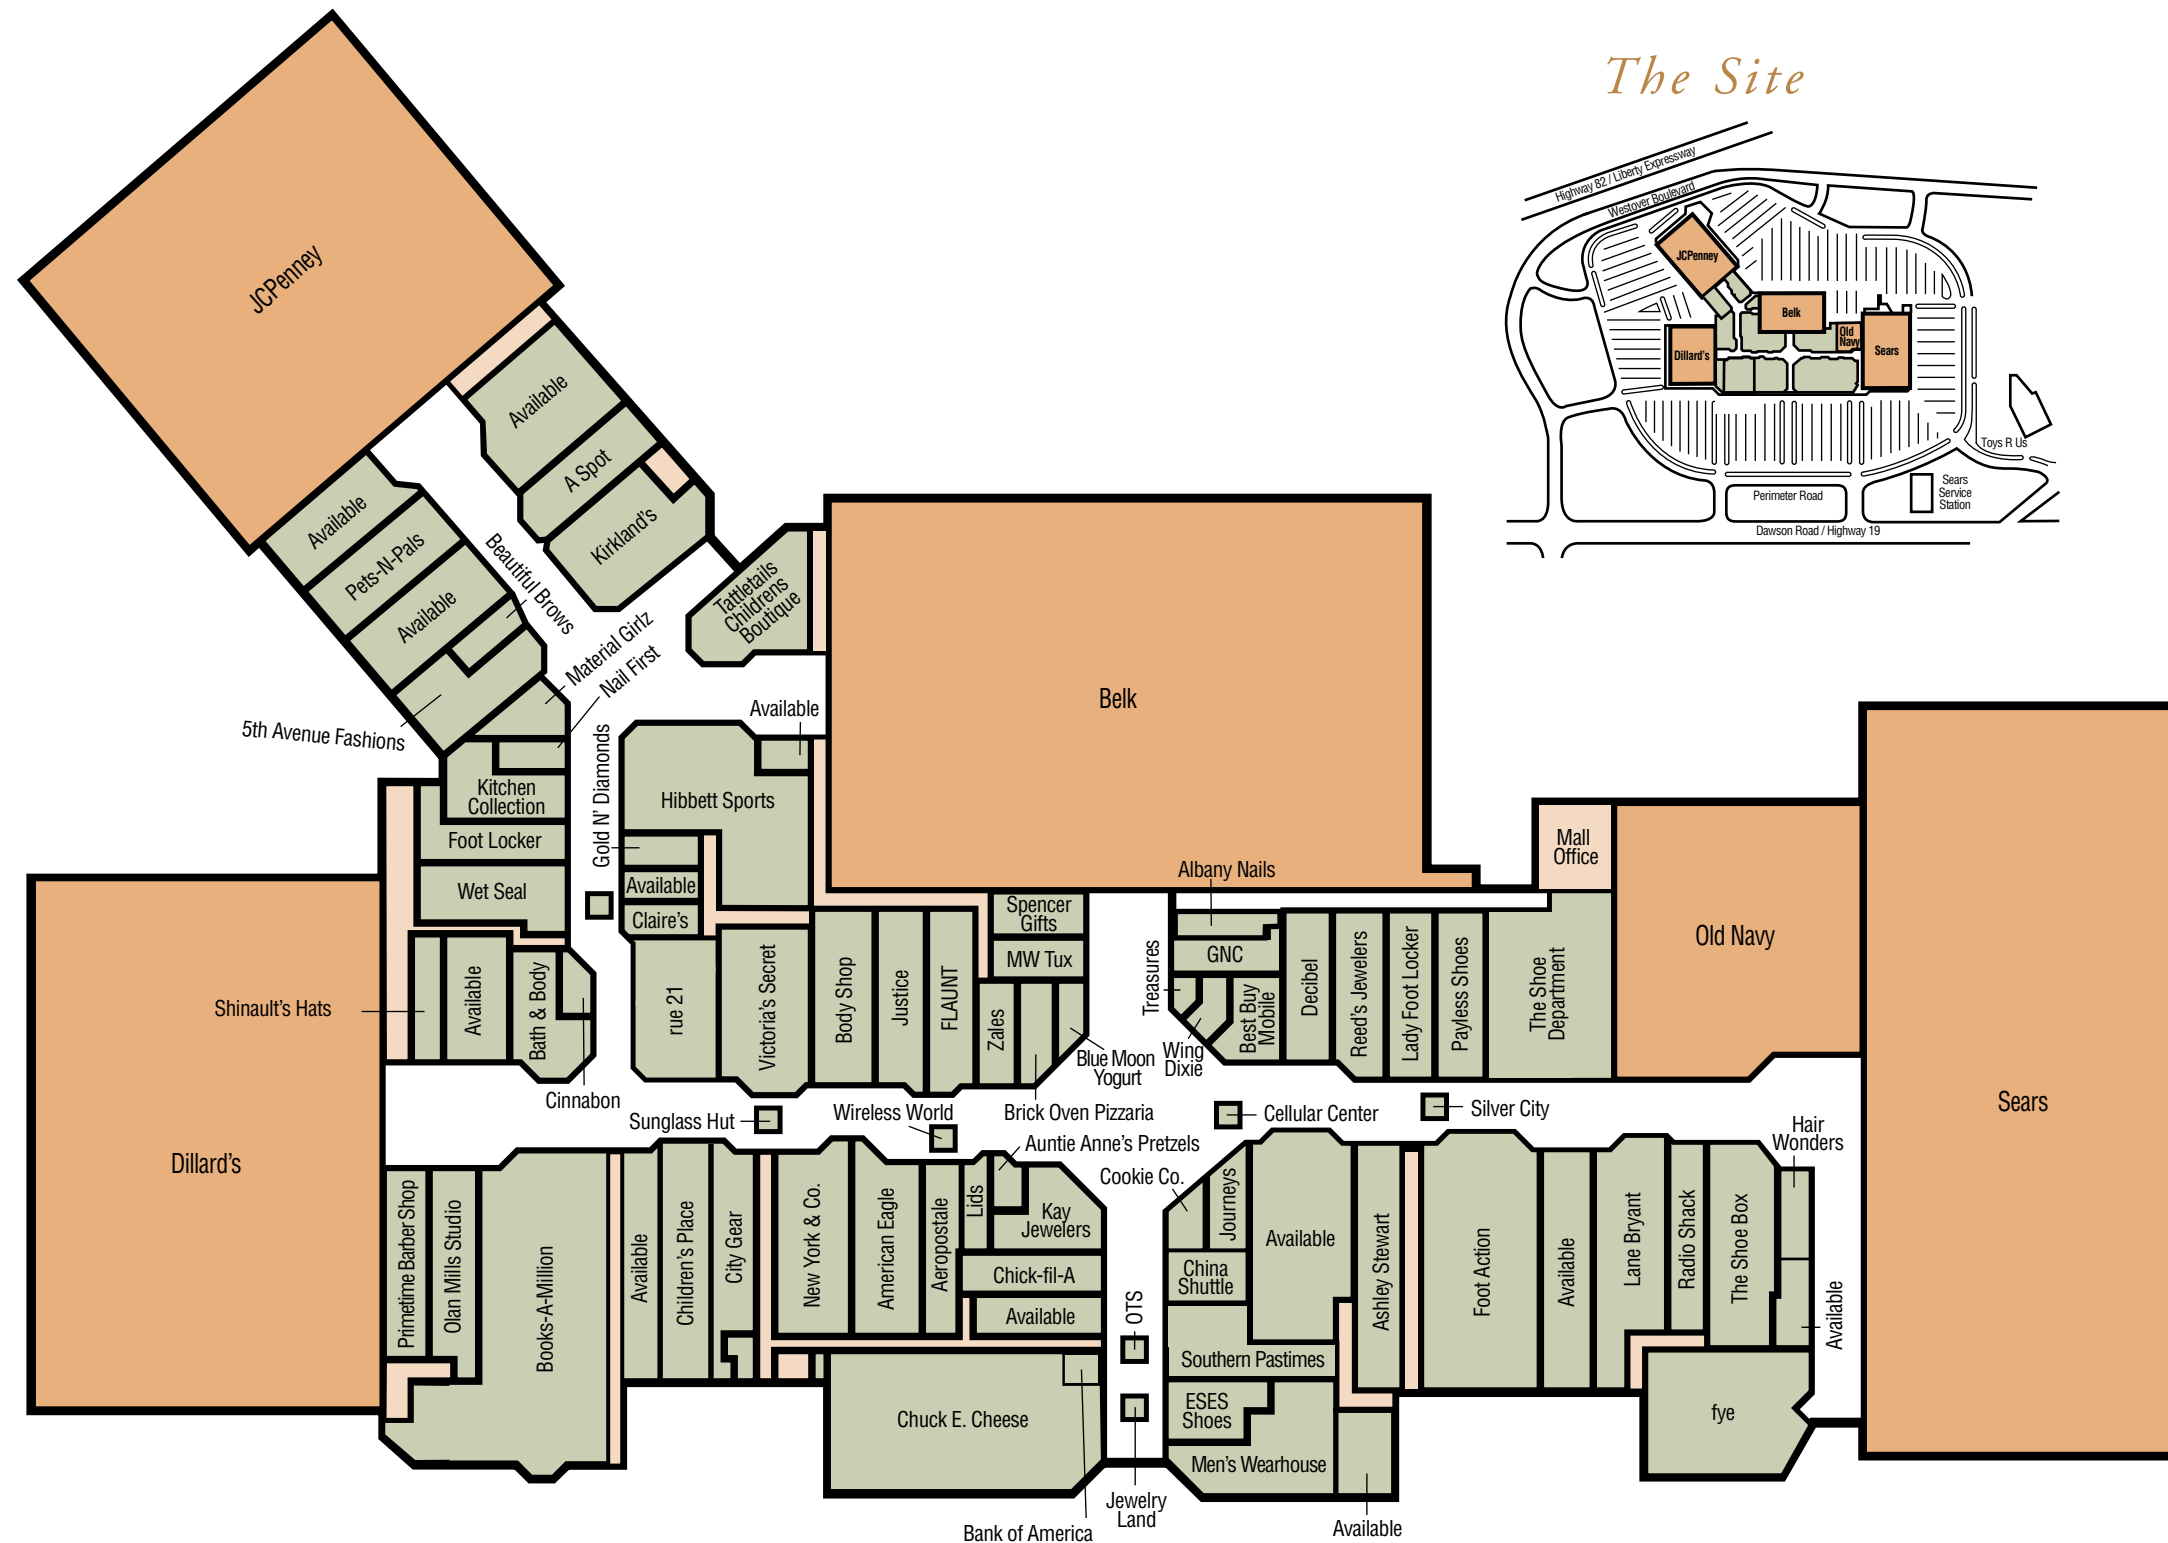 The Site
Highway 82 / Liberty Expressway
Westover Boulevard
JCPenney
Belk
Old
Navy
Dillard's
Sears
Toys R Us
Sears
Service
Station
Perimeter Road
Dawson Road / Highway 19
JCPenney
Available
A Spot
Kirkland's
Available
Pets-N-Pals
Available
Beautiful Brows
Material Girlz
Nail First
5th Avenue Fashions
Tattletails
Childrens
Boutique
Belk
Available
Kitchen
Collection
Foot Locker
Wet Seal
Gold N' Diamonds
Hibbett Sports
Available
Claire's
Shinault's Hats
Available
Bath & Body
Cinnabon
rue 21
Victoria's Secret
Body Shop
Justice
FLAUNT
Spencer
Gifts
MW Tux
Zales
Blue Moon
Yogurt
Brick Oven Pizzaria
Albany Nails
GNC
Treasures
Wing
Dixie
Best Buy
Mobile
Decibel
Reed's Jewelers
Lady Foot Locker
Payless Shoes
The Shoe
Department
Mall
Office
Old Navy
Sears
Dillard's
Sunglass Hut
Wireless World
Auntie Anne's Pretzels
Cellular Center
Silver City
Cookie Co.
Hair
Wonders
Primetime Barber Shop
Olan Mills Studio
Books-A-Million
Available
Children's Place
City Gear
New York & Co.
American Eagle
Aeropostale
Lids
Kay
Jewelers
Chick-fil-A
Available
Chuck E. Cheese
Bank of America
OTS
Jewelry
Land
Journeys
China
Shuttle
Available
Southern Pastimes
ESES
Shoes
Men's Wearhouse
Available
Ashley Stewart
Foot Action
Available
Lane Bryant
Radio Shack
The Shoe Box
Available
fye